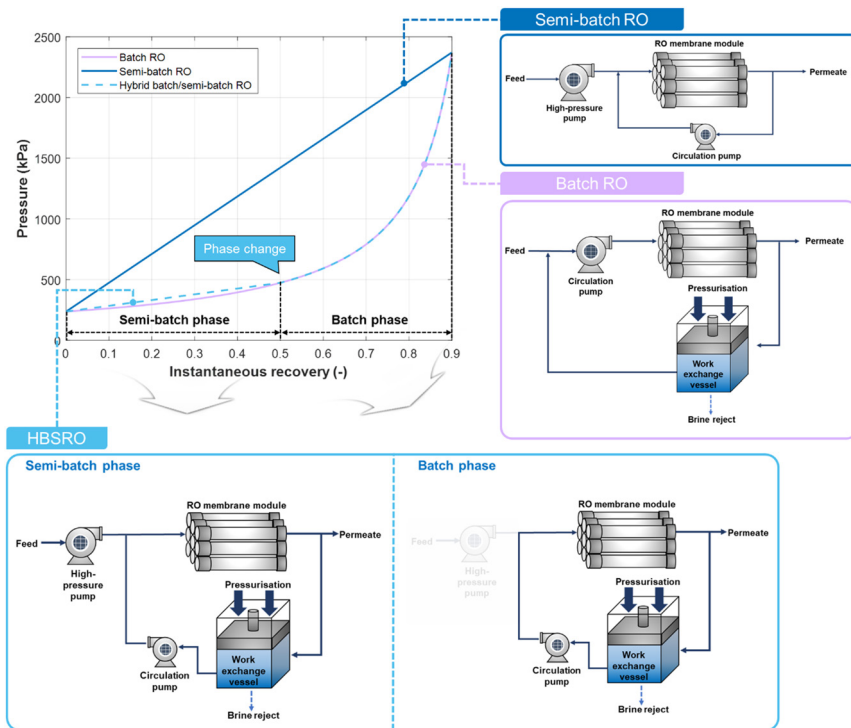 2500
2000
1500
1000
500
0
0
0.1
0.2
0.3
0.4
0.5
0.6
0.7
0.8
0.9
Pressure (kPa)
Instantaneous recovery (-)
Batch RO
Semi-batch RO
Hybrid batch/semi-batch RO
Phase change
Semi-batch phase
Batch phase
Semi-batch RO
RO membrane module
Feed
Permeate
High-pressure
pump
Circulation pump
Batch RO
RO membrane module
Feed
Permeate
Circulation
pump
Pressurisation
Work
exchange
vessel
Brine reject
HBSRO
Semi-batch phase
RO membrane module
Feed
Permeate
High-
pressure
pump
Pressurisation
Circulation
pump
Work
exchange
vessel
Brine reject
Batch phase
RO membrane module
Feed
Permeate
High-
pressure
pump
Pressurisation
Circulation
pump
Work
exchange
vessel
Brine reject